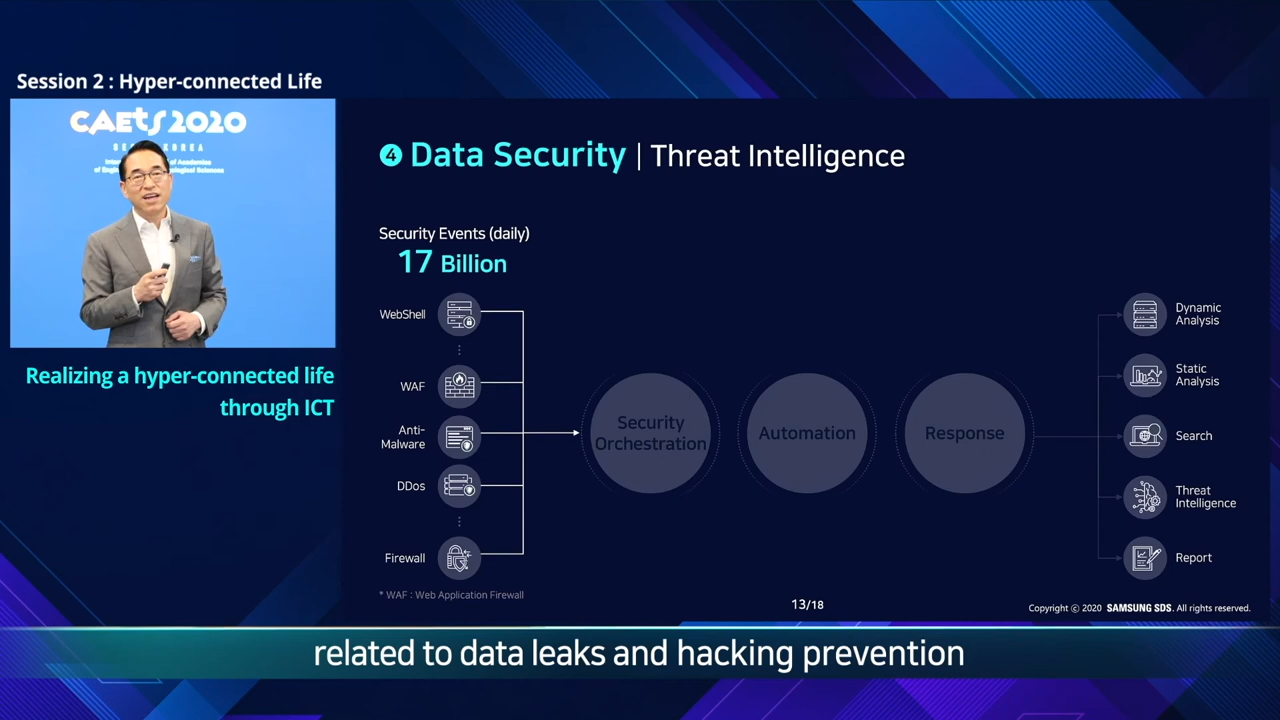 Session 2 : Hyper-connected Life
CAETS 2020
KOREA
Realizing a hyper-connected life
through ICT
4 Data Security | Threat Intelligence
Security Events (daily)
17 Billion
WebShell
WAF
Anti-
Malware
DDos
Firewall
* WAF : Web Application Firewall
Security
Orchestration
Automation
Response
Dynamic
Analysis
Static
Analysis
Search
Threat
Intelligence
Report
13/18
Copyright ⓒ 2020 SAMSUNG SDS. All rights reserved.
related to data leaks and hacking prevention